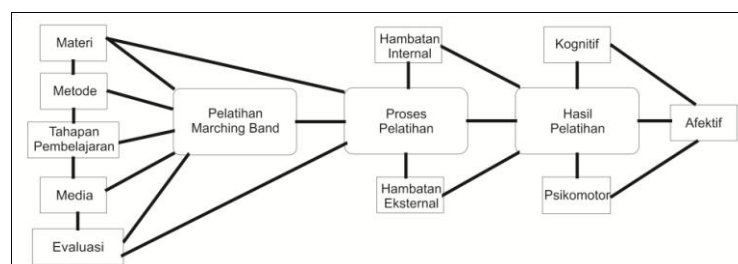 Materi
Metode
Tahapan
Pembelajaran
Media
Evaluasi
Pelatihan
Marching Band
Hambatan
Internal
Proses
Pelatihan
Hambatan
Eksternal
Kognitif
Hasil
Pelatihan
Psikomotor
Afektif